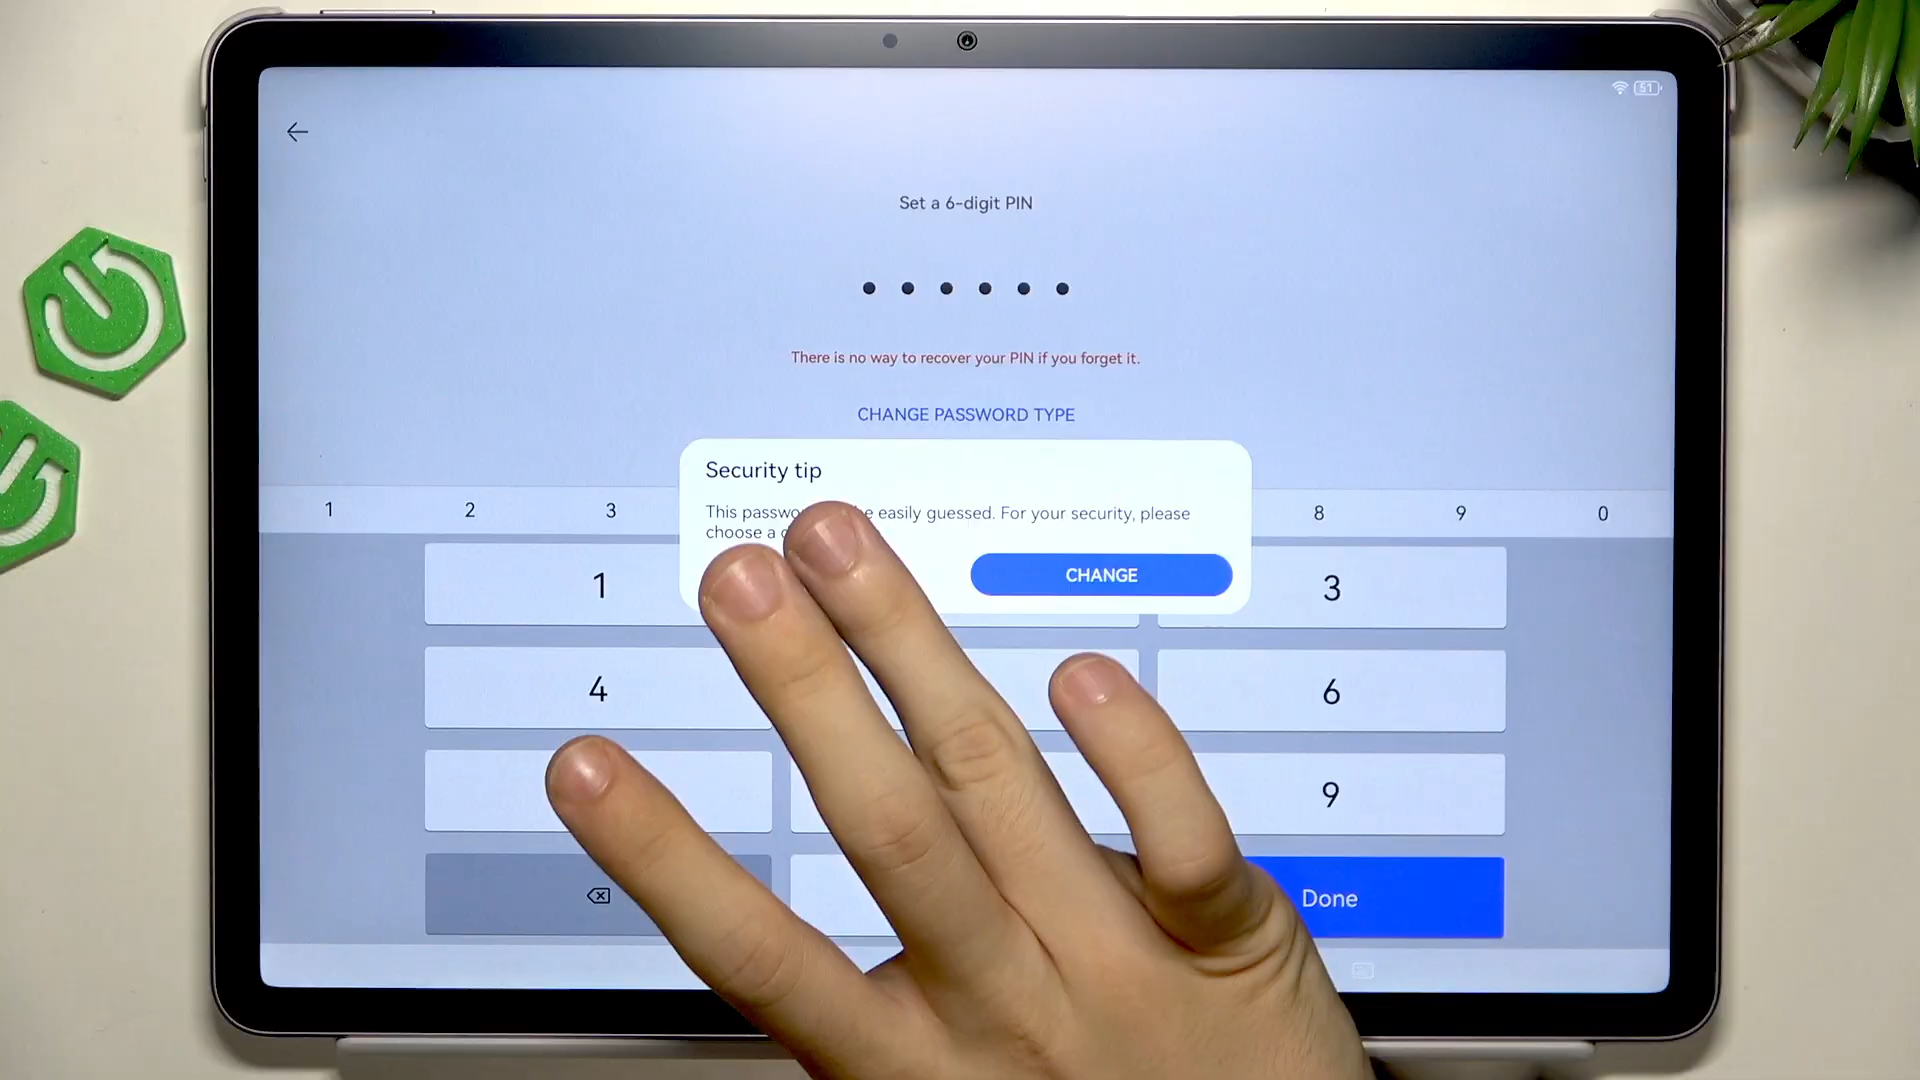 51
Set a 6-digit PIN
There is no way to recover your PIN if you forget it.
CHANGE PASSWORD TYPE
Security tip
This easily guessed. For your security, please
choose a
CHANGE
1 2 3 8 9 0
1 3
4 6
9
Done